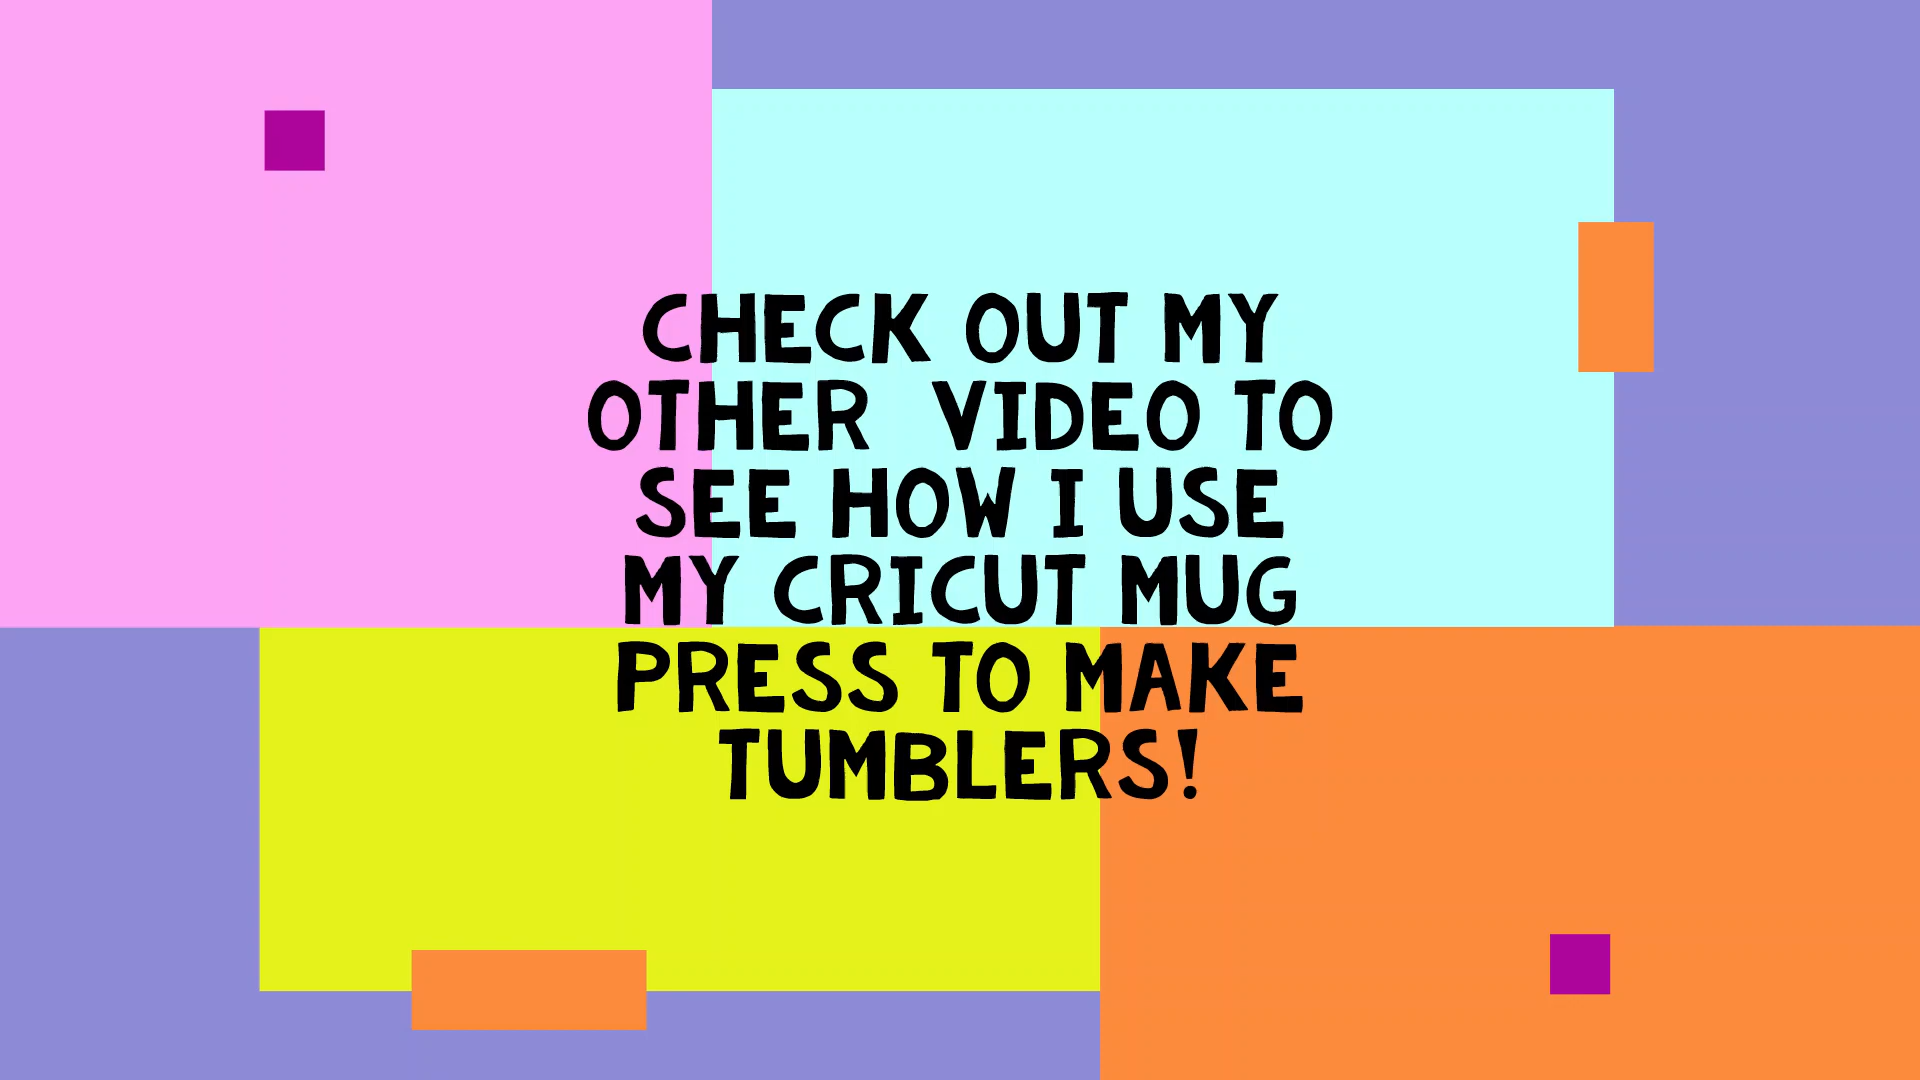 CHECK OUT MY
OTHER VIDEO TO
SEE HOW I USE
MY CRICUT MUG
PRESS TO MAKE
TUMBLERS!